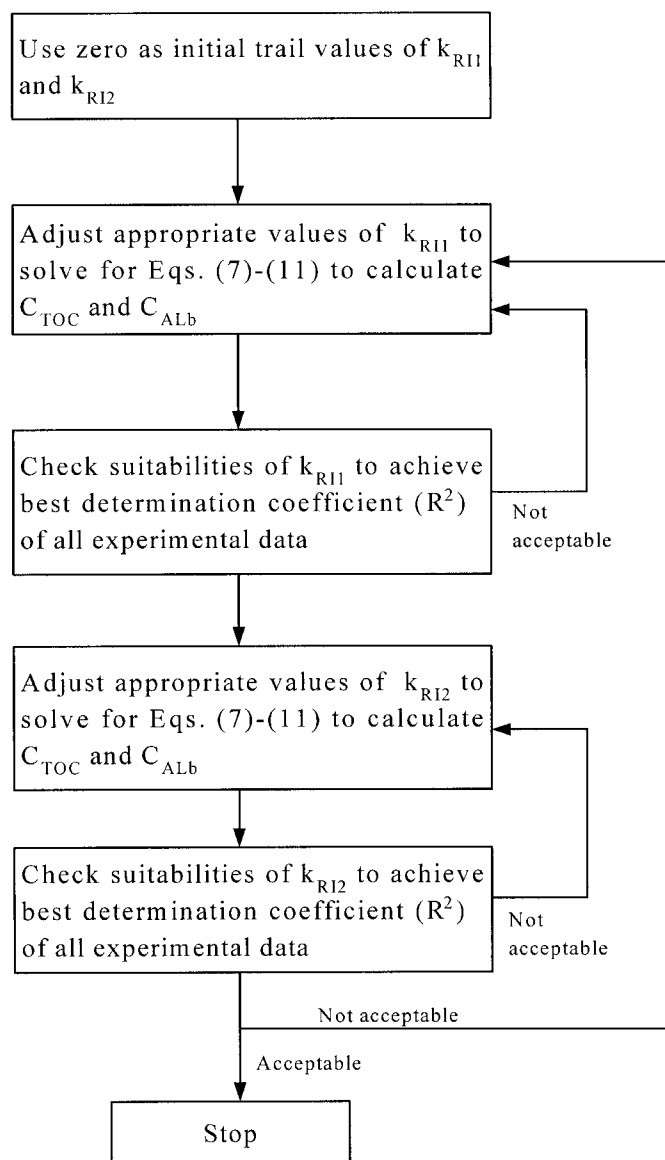 Use zero as initial trail values of k_RI1
and k_RI2
Adjust appropriate values of k_RI1 to
solve for Eqs. (7)-(11) to calculate
C_TOC and C_ALb
Check suitabilities of k_RI1 to achieve
best determination coefficient (R²)
of all experimental data
Not
acceptable
Adjust appropriate values of k_RI2 to
solve for Eqs. (7)-(11) to calculate
C_TOC and C_ALb
Check suitabilities of k_RI2 to achieve
best determination coefficient (R²)
of all experimental data
Not
acceptable
Not acceptable
Acceptable
Stop